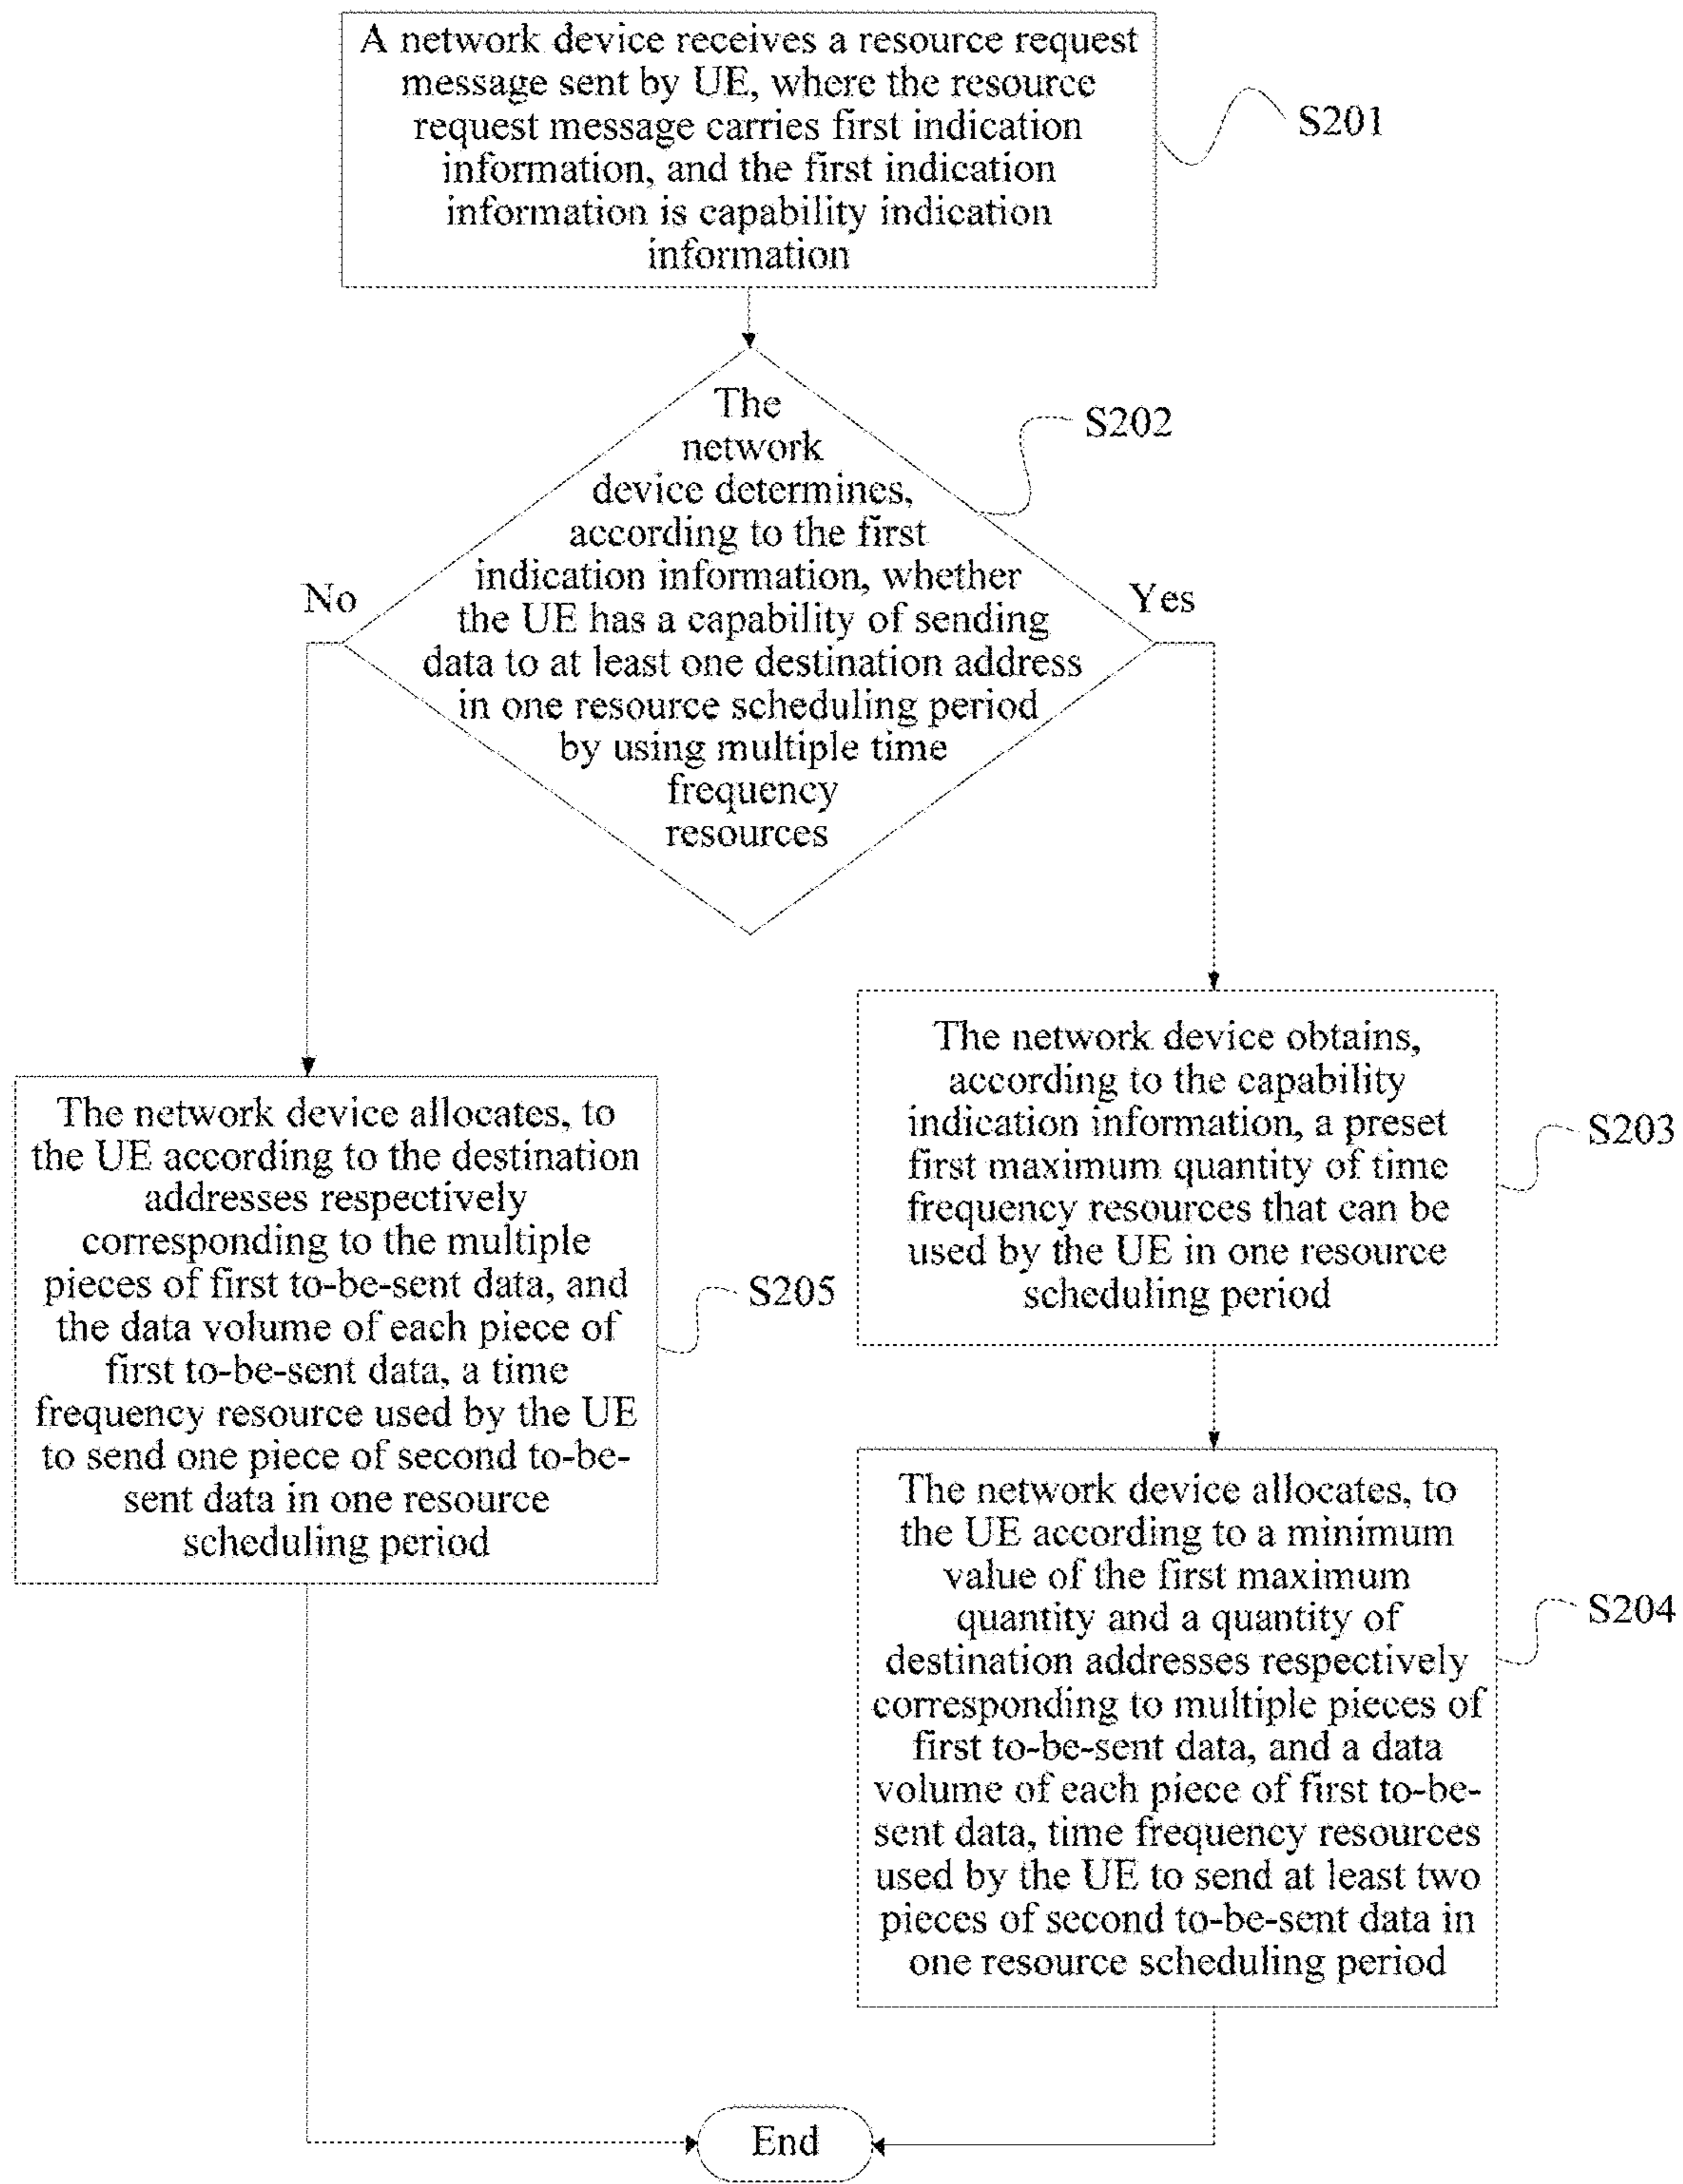 A network device receives a resource request
message sent by UE, where the resource
request message carries first indication
information, and the first indication
information is capability indication
information
S201
The
network
device determines,
according to the first
indication information, whether
the UE has a capability of sending
data to at least one destination address
in one resource scheduling period
by using multiple time
frequency
resources
S202
No
Yes
The network device obtains,
according to the capability
indication information, a preset
first maximum quantity of time
frequency resources that can be
used by the UE in one resource
scheduling period
S203
The network device allocates, to
the UE according to the destination
addresses respectively
corresponding to the multiple
pieces of first to-be-sent data, and
the data volume of each piece of
first to-be-sent data, a time
frequency resource used by the UE
to send one piece of second to-be-
sent data in one resource
scheduling period
S205
The network device allocates, to
the UE according to a minimum
value of the first maximum
quantity and a quantity of
destination addresses respectively
corresponding to multiple pieces of
first to-be-sent data, and a data
volume of each piece of first to-be-
sent data, time frequency resources
used by the UE to send at least two
pieces of second to-be-sent data in
one resource scheduling period
S204
End